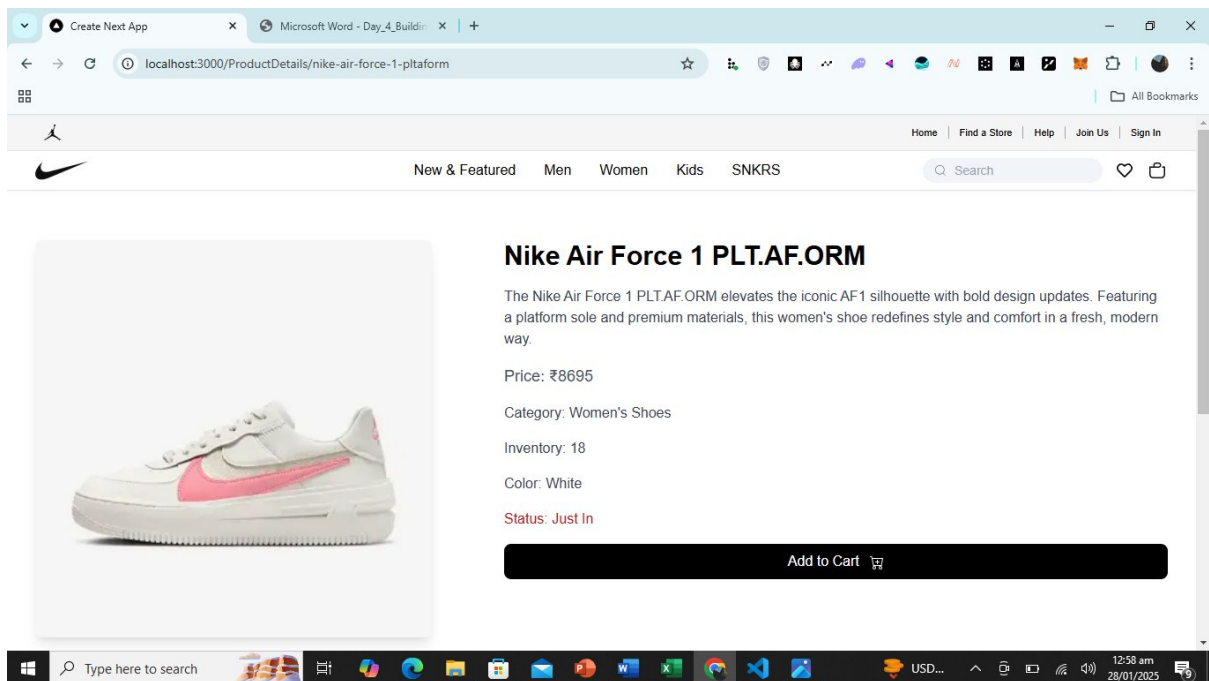 Create Next App
Microsoft Word - Day_4_Buildin
localhost:3000/ProductDetails/nike-air-force-1-pltaform
All Bookmarks
Home | Find a Store | Help | Join Us | Sign In
New & Featured Men Women Kids SNKRS Search
Nike Air Force 1 PLT.AF.ORM
The Nike Air Force 1 PLT.AF.ORM elevates the iconic AF1 silhouette with bold design updates. Featuring
a platform sole and premium materials, this women's shoe redefines style and comfort in a fresh, modern
way.
Price: ₹8695
Category: Women's Shoes
Inventory: 18
Color: White
Status: Just In
Add to Cart
Type here to search
USD...
12:58 am
28/01/2025